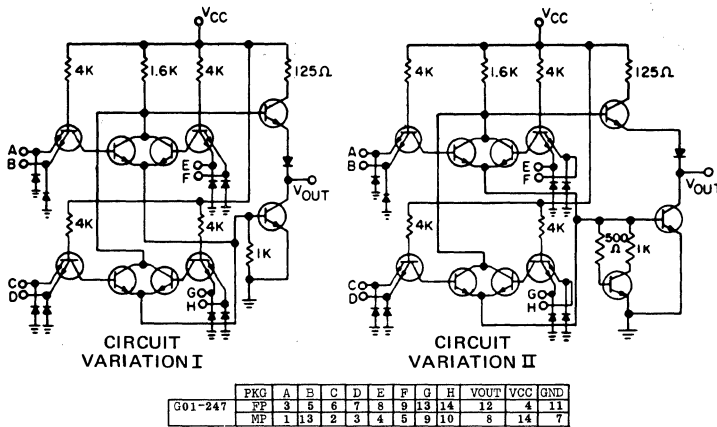 VCC
4K
1.6K
4K
125Ω
A
B
E
F
VOUT
4K
4K
1K
C
D
G
H
CIRCUIT
VARIATION I
VCC
4K
1.6K
4K
125Ω
A
B
E
F
VOUT
4K
4K
500
Ω
1K
C
D
G
H
CIRCUIT
VARIATION II
PKG A B C D E F G H VOUT VCC GND
G01-247 FP 3 5 6 7 8 9 13 14 12 4 11
MP 1 13 2 3 4 5 9 10 8 14 7